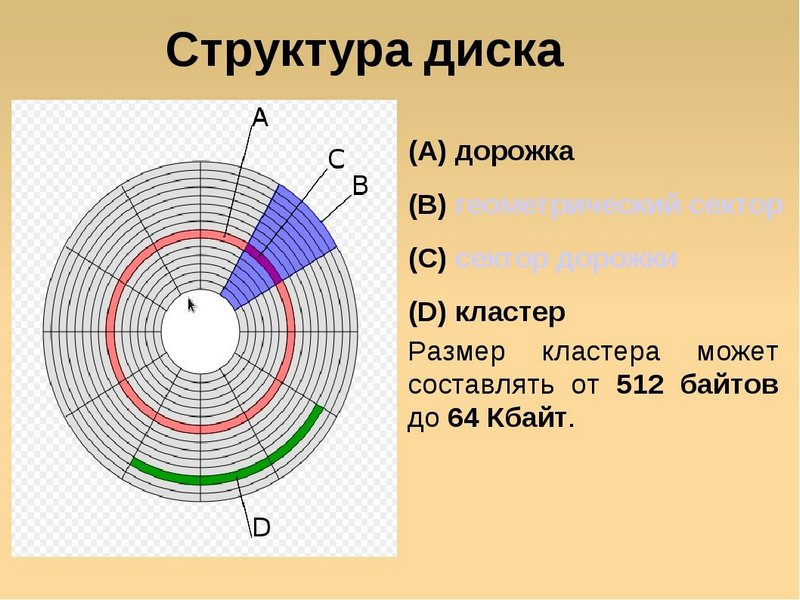 Структура диска
A
C
B
D
(A) дорожка
(B) геометрический сектор
(C) сектор дорожки
(D) кластер
Размер кластера может
составлять от 512 байтов
до 64 Кбайт.